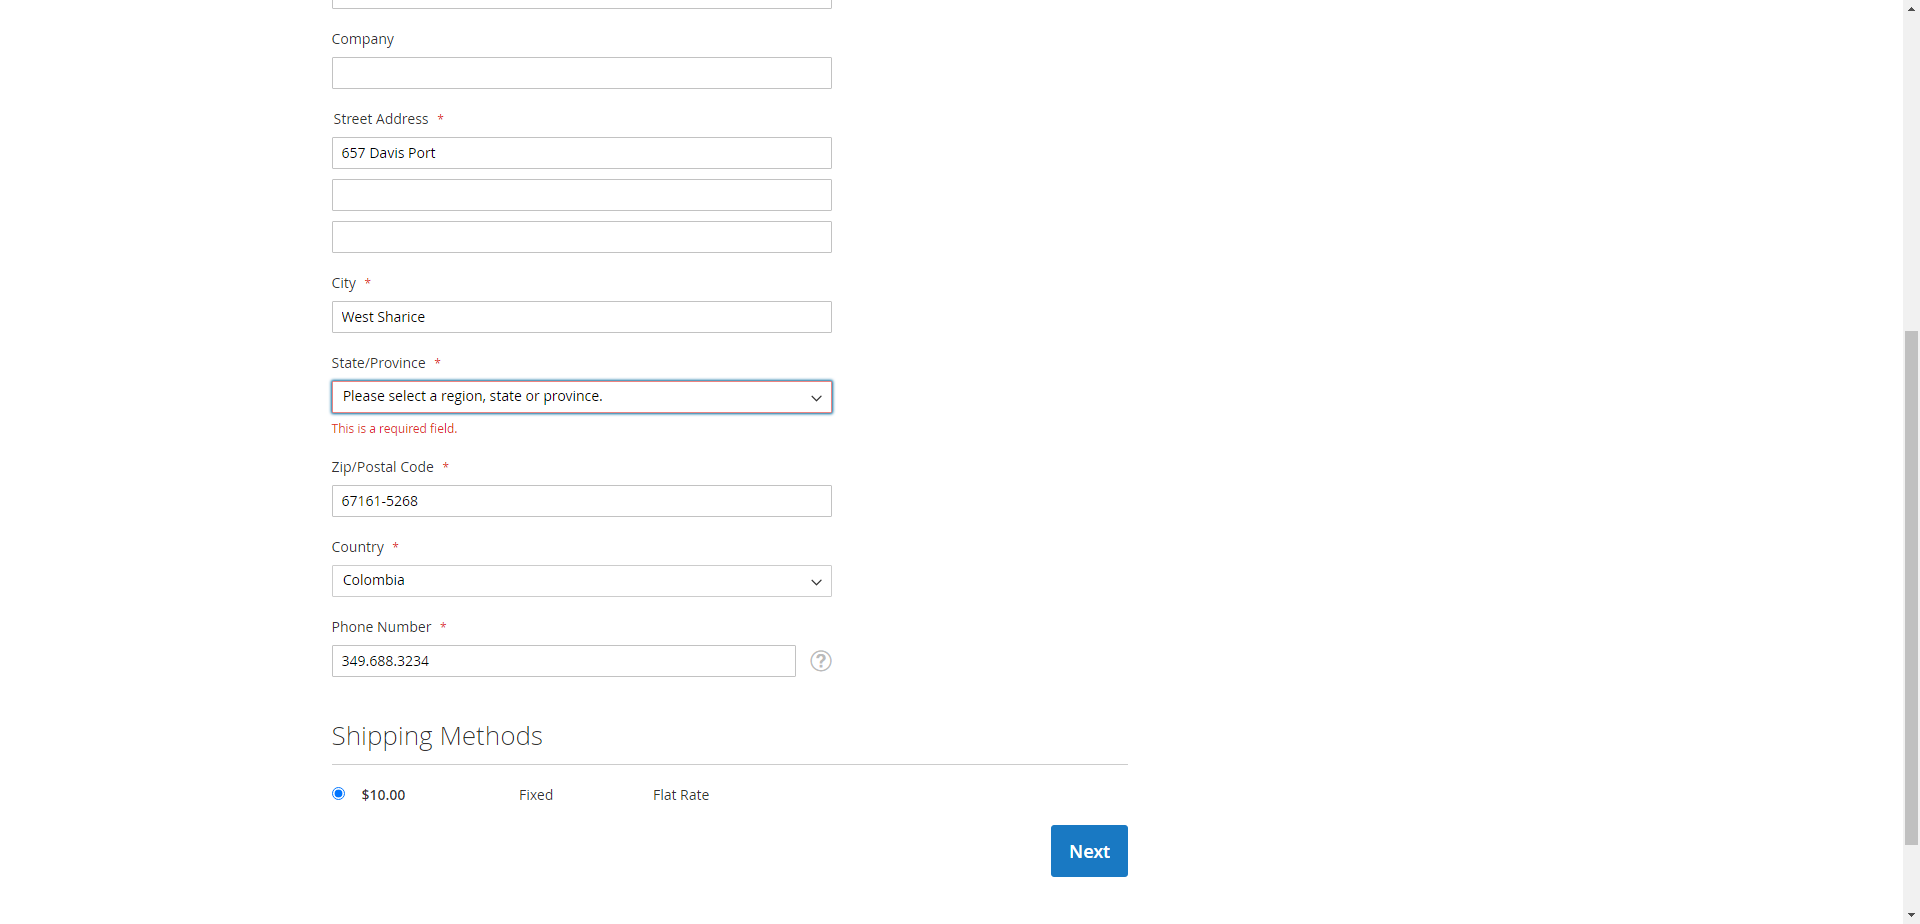 Company
Street Address *
657 Davis Port
City *
West Sharice
State/Province *
Please select a region, state or province.
This is a required field.
Zip/Postal Code *
67161-5268
Country *
Colombia
Phone Number *
349.688.3234
?
Shipping Methods
$10.00 Fixed Flat Rate
Next